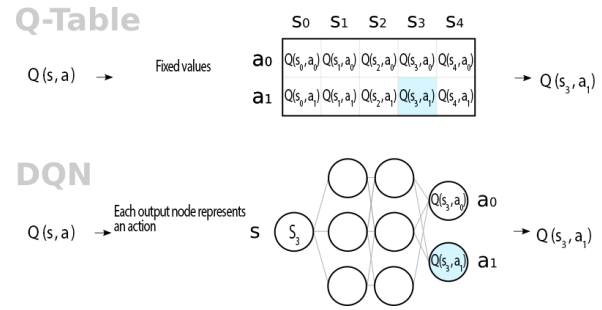 Q-Table
s0 s1 s2 s3 s4
Q(s,a) → Fixed values
a0 Q(s0,a0) Q(s1,a0) Q(s2,a0) Q(s3,a0) Q(s4,a0)
a1 Q(s0,a1) Q(s1,a1) Q(s2,a1) Q(s3,a1) Q(s4,a1)
→ Q(s3,a1)
DQN
Q(s,a) → Each output node represents
an action
s S3
Q(s3,a0) a0
Q(s3,a1) a1
→ Q(s3,a1)